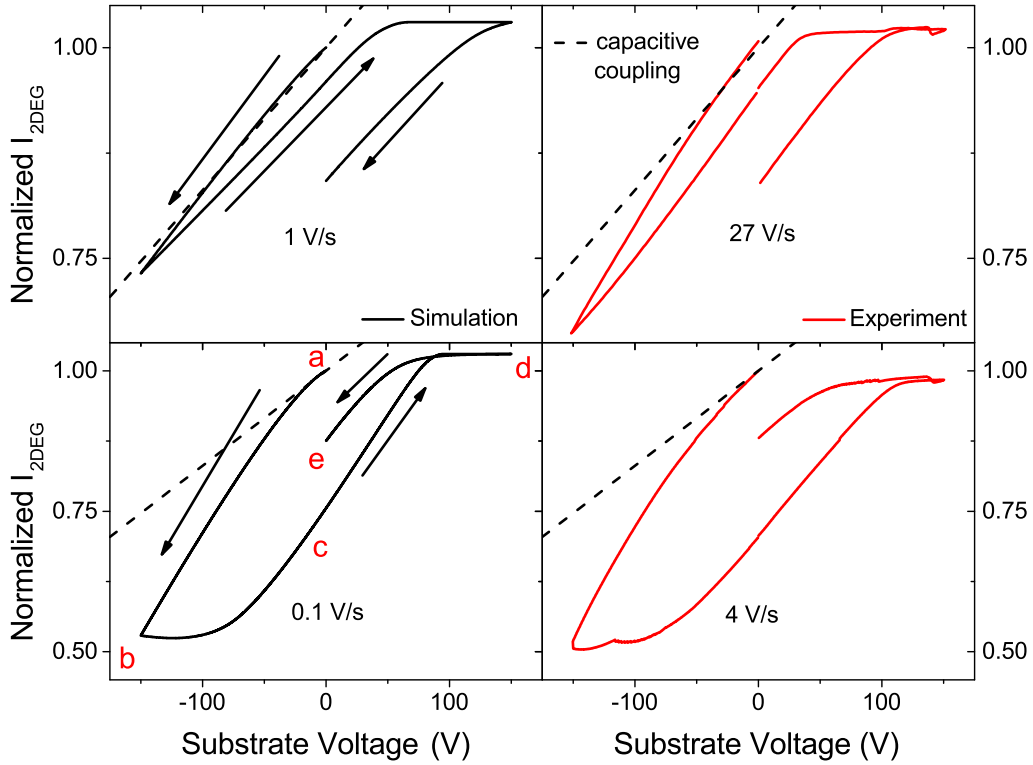 1.00
0.75
Normalized I2DEG
1 V/s
Simulation
capacitive
coupling
27 V/s
Experiment
1.00
0.75
1.00
0.75
0.50
Normalized I2DEG
a
b
c
d
e
0.1 V/s
4 V/s
1.00
0.75
0.50
-100
0
100
-100
0
100
Substrate Voltage (V)
Substrate Voltage (V)